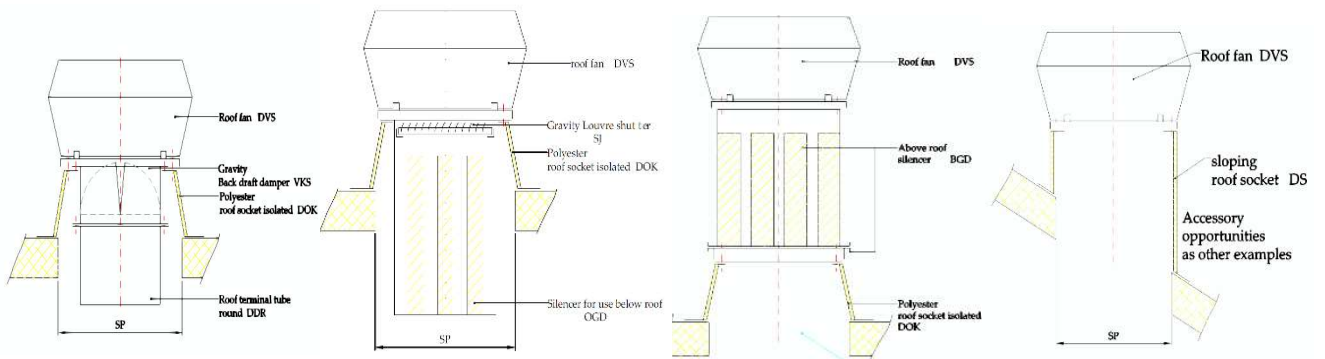 Roof fan DVS
Gravity
Back draft damper VKS
Polyester
roof socket isolated DOK
Roof terminal tube
round DDR
SP
roof fan DVS
Gravity Louvre shut ter
SJ
Polyester
roof socket isolated DOK
Silencer for use below roof
OGD
SP
Roof fan DVS
Above roof
silencer BGD
Polyester
roof socket isolated
DOK
Roof fan DVS
sloping
roof socket DS
Accessory
opportunities
as other examples
SP